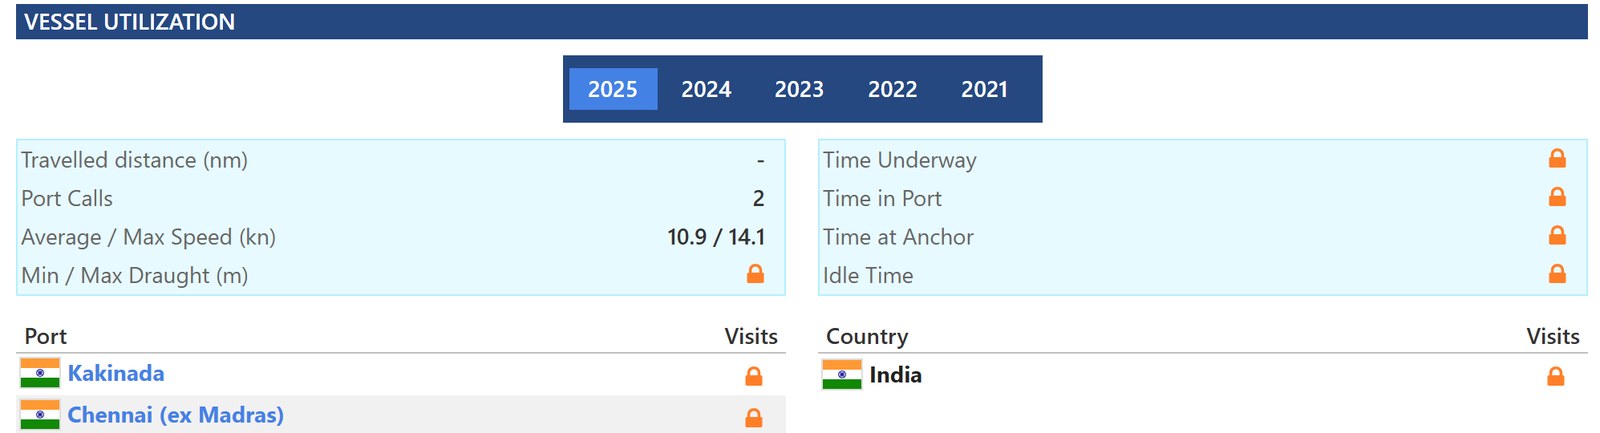 VESSEL UTILIZATION
2025 2024 2023 2022 2021
Travelled distance (nm) -
Port Calls 2
Average / Max Speed (kn) 10.9 / 14.1
Min / Max Draught (m)
Time Underway
Time in Port
Time at Anchor
Idle Time
Port Visits
Kakinada
Chennai (ex Madras)
Country Visits
India